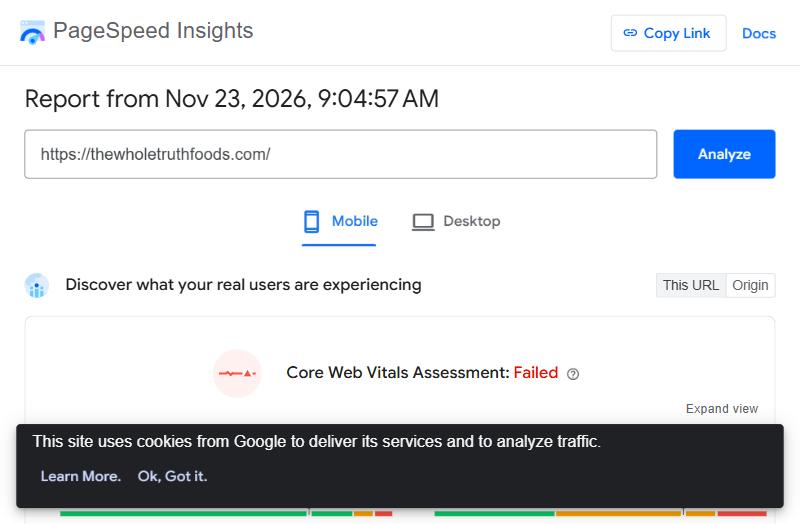 PageSpeed Insights
Copy Link
Docs
Report from Nov 23, 2026, 9:04:57 AM
https://thewholetruthfoods.com/
Analyze
Mobile
Desktop
Discover what your real users are experiencing
This URL
Origin
Core Web Vitals Assessment: Failed
Expand view
This site uses cookies from Google to deliver its services and to analyze traffic.
Learn More.
Ok, Got it.